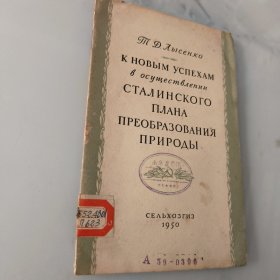 Т. Д. Лысенко
К НОВЫМ УСПЕХАМ
в осуществлении
СТАЛИНСКОГО
ПЛАНА
ПРЕОБРАЗОВАНИЯ
ПРИРОДЫ
СЕЛЬХОЗГИЗ
1950